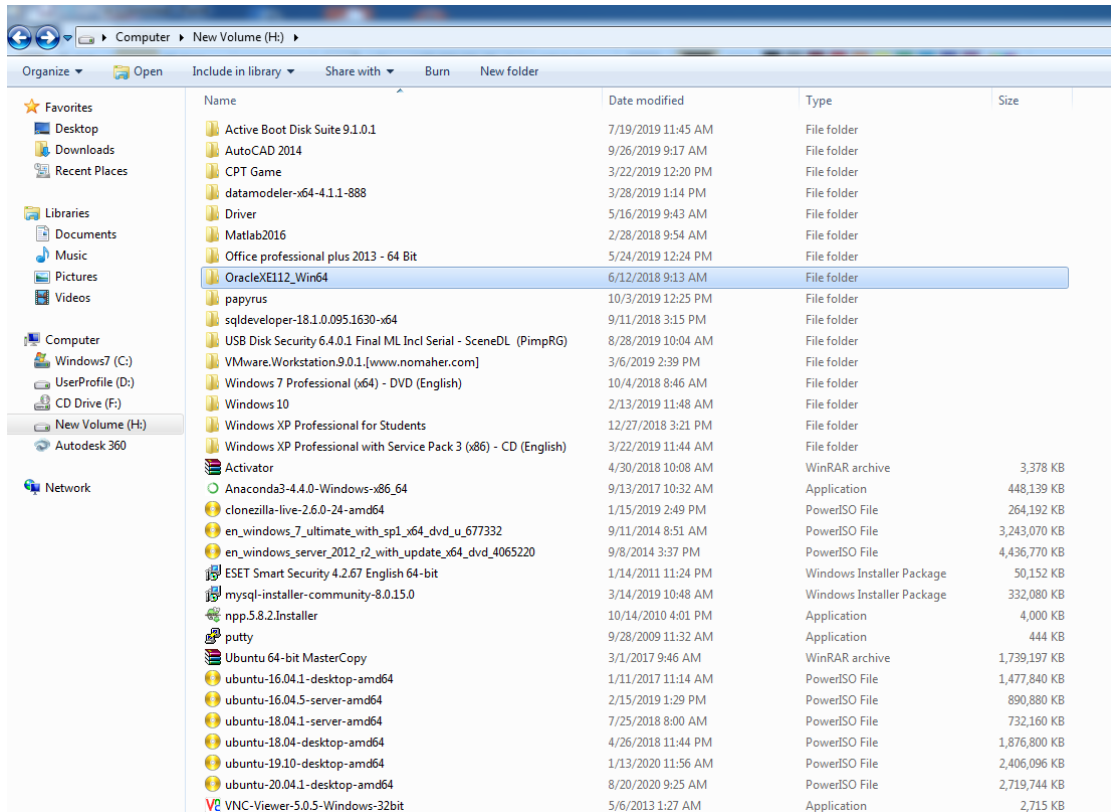 Computer New Volume (H:)
Organize Open Include in library Share with Burn New folder
Favorites
Desktop
Downloads
Recent Places
Libraries
Documents
Music
Pictures
Videos
Computer
Windows7 (C:)
UserProfile (D:)
CD Drive (F:)
New Volume (H:)
Autodesk 360
Network
Name Date modified Type Size
Active Boot Disk Suite 9.1.0.1 7/19/2019 11:45 AM File folder
AutoCAD 2014 9/26/2019 9:17 AM File folder
CPT Game 3/22/2019 12:20 PM File folder
datamodeler-x64-4.1.1-888 3/28/2019 1:14 PM File folder
Driver 5/16/2019 9:43 AM File folder
Matlab2016 2/28/2018 9:54 AM File folder
Office professional plus 2013 - 64 Bit 5/24/2019 12:24 PM File folder
OracleXE112_Win64 6/12/2018 9:13 AM File folder
papyrus 10/3/2019 12:25 PM File folder
sqldeveloper-18.1.0.095.1630-x64 9/11/2018 3:15 PM File folder
USB Disk Security 6.4.0.1 Final ML Incl Serial - SceneDL (PimpRG) 8/28/2019 10:04 AM File folder
VMware.Workstation.9.0.1.[www.nomaher.com] 3/6/2019 2:39 PM File folder
Windows 7 Professional (x64) - DVD (English) 10/4/2018 8:46 AM File folder
Windows 10 2/13/2019 11:48 AM File folder
Windows XP Professional for Students 12/27/2018 3:21 PM File folder
Windows XP Professional with Service Pack 3 (x86) - CD (English) 3/22/2019 11:44 AM File folder
Activator 4/30/2018 10:08 AM WinRAR archive 3,378 KB
Anaconda3-4.4.0-Windows-x86_64 9/13/2017 10:32 AM Application 448,139 KB
clonezilla-live-2.6.0-24-amd64 1/15/2019 2:49 PM PowerISO File 264,192 KB
en_windows_7_ultimate_with_sp1_x64_dvd_u_677332 9/11/2014 8:51 AM PowerISO File 3,243,070 KB
en_windows_server_2012_r2_with_update_x64_dvd_4065220 9/8/2014 3:37 PM PowerISO File 4,436,770 KB
ESET Smart Security 4.2.67 English 64-bit 1/14/2011 11:24 PM Windows Installer Package 50,152 KB
mysql-installer-community-8.0.15.0 3/14/2019 10:48 AM Windows Installer Package 332,080 KB
npp.5.8.2.Installer 10/14/2010 4:01 PM Application 4,000 KB
putty 9/28/2009 11:32 AM Application 444 KB
Ubuntu 64-bit MasterCopy 3/1/2017 9:46 AM WinRAR archive 1,739,197 KB
ubuntu-16.04.1-desktop-amd64 1/11/2017 11:14 AM PowerISO File 1,477,840 KB
ubuntu-16.04.5-server-amd64 2/15/2019 1:29 PM PowerISO File 890,880 KB
ubuntu-18.04.1-server-amd64 7/25/2018 8:00 AM PowerISO File 732,160 KB
ubuntu-18.04-desktop-amd64 4/26/2018 11:44 PM PowerISO File 1,876,800 KB
ubuntu-19.10-desktop-amd64 1/13/2020 11:56 AM PowerISO File 2,406,096 KB
ubuntu-20.04.1-desktop-amd64 8/20/2020 9:25 AM PowerISO File 2,719,744 KB
VNC-Viewer-5.0.5-Windows-32bit 5/6/2013 1:27 AM Application 2,715 KB